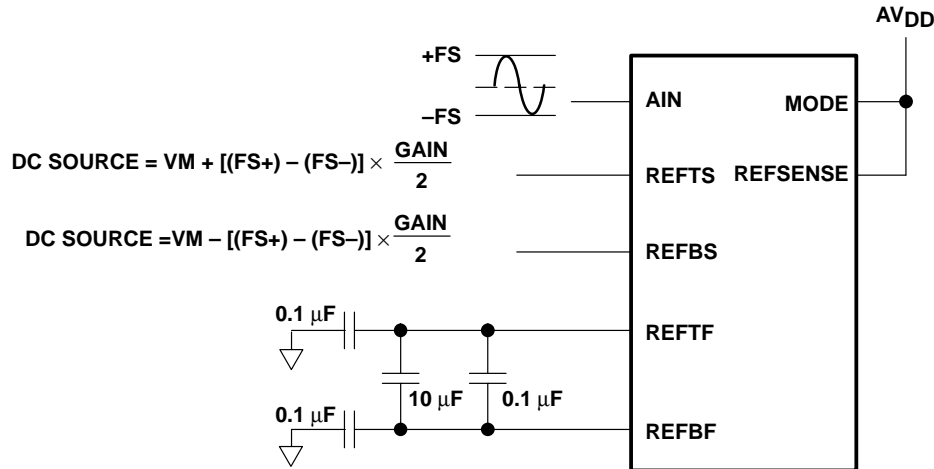 AVDD
+FS
–FS
AIN
MODE
DC SOURCE = VM + [(FS+) – (FS–)] × GAIN
2
REFTS
REFSENSE
DC SOURCE =VM – [(FS+) – (FS–)] × GAIN
2
REFBS
0.1 µF
REFTF
10 µF
0.1 µF
0.1 µF
REFBF